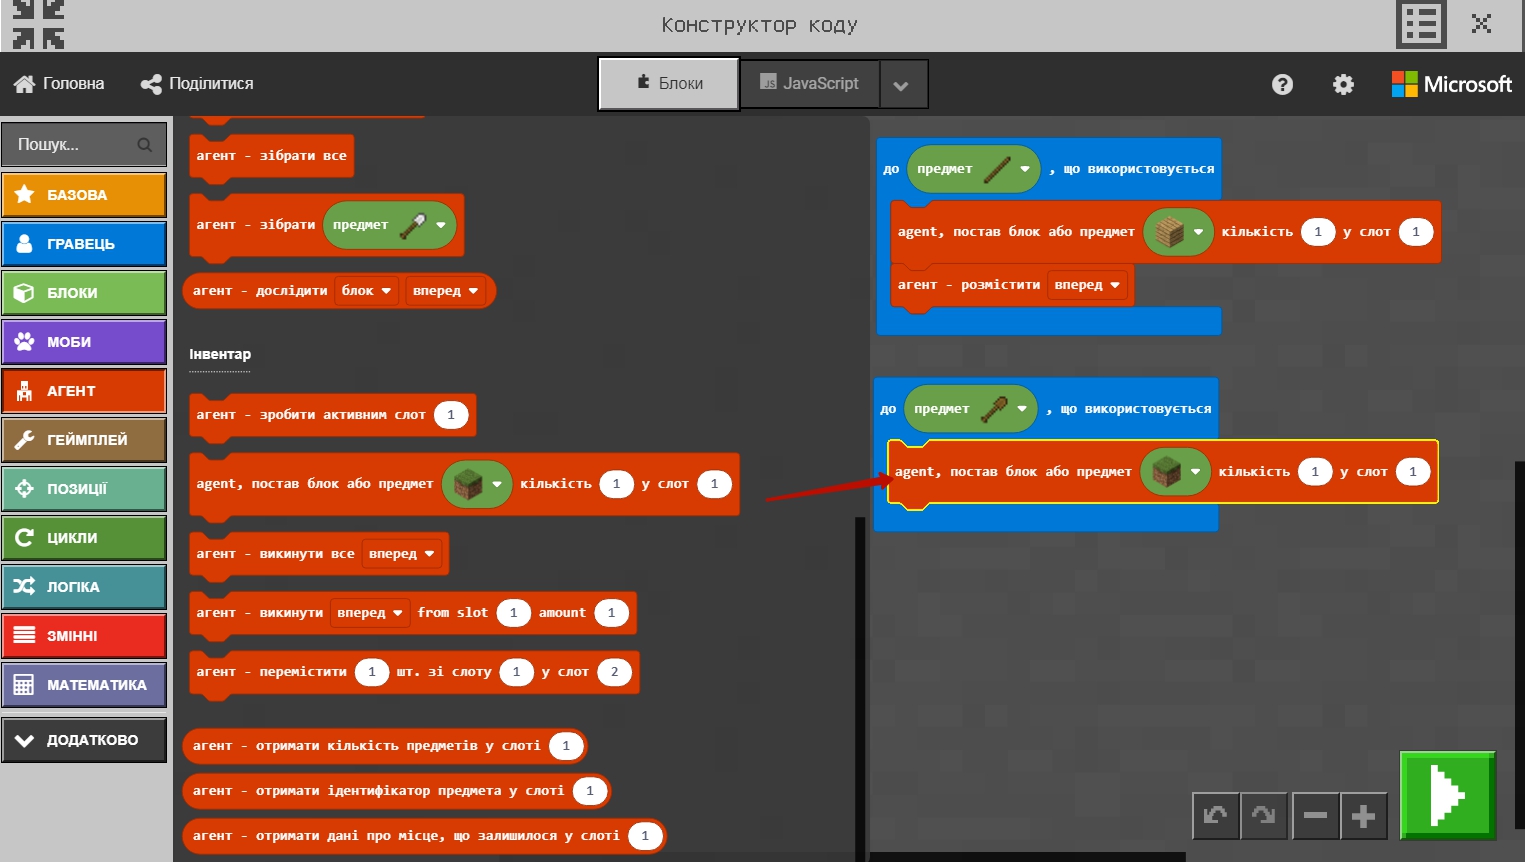 Конструктор коду
Головна
Поділитися
Блоки
JS JavaScript
?
Microsoft
Пошук...
БАЗОВА
ГРАВЕЦЬ
БЛОКИ
МОБИ
АГЕНТ
ГЕЙМПЛЕЙ
ПОЗИЦІЇ
ЦИКЛИ
ЛОГІКА
ЗМІННІ
МАТЕМАТИКА
ДОДАТКОВО
агент - зібрати все
агент - зібрати предмет
агент - дослідити блок вперед
Інвентар
агент - зробити активним слот 1
agent, постав блок або предмет кількість 1 у слот 1
агент - викинути все вперед
агент - викинути вперед from slot 1 amount 1
агент - перемістити 1 шт. зі слоту 1 у слот 2
агент - отримати кількість предметів у слоті 1
агент - отримати ідентифікатор предмета у слоті 1
агент - отримати дані про місце, що залишилося у слоті 1
до предмет , що використовується
agent, постав блок або предмет кількість 1 у слот 1
агент - розмістити вперед
до предмет , що використовується
agent, постав блок або предмет кількість 1 у слот 1